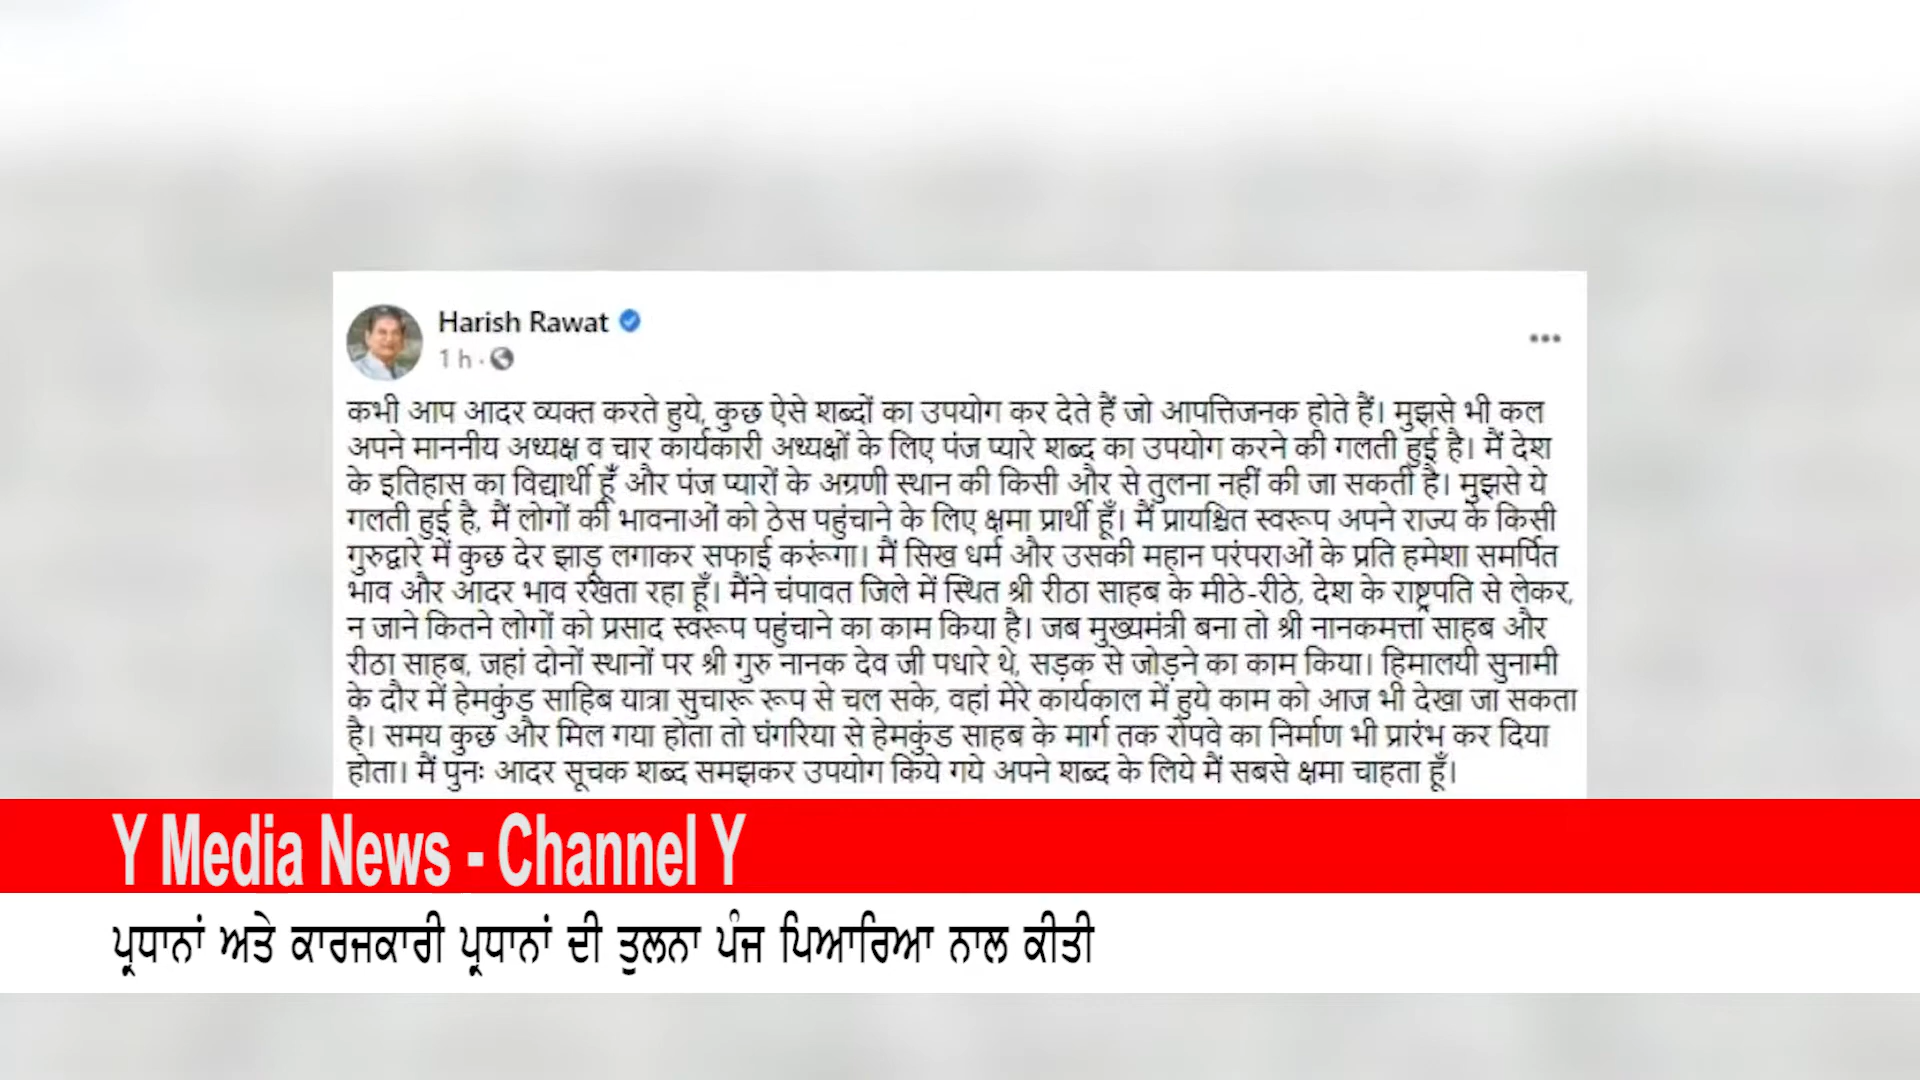 Harish Rawat
1 h ·
कभी आप आदर व्यक्त करते हुये, कुछ ऐसे शब्दों का उपयोग कर देते हैं जो आपत्तिजनक होते हैं। मुझसे भी कल
अपने माननीय अध्यक्ष व चार कार्यकारी अध्यक्षों के लिए पंज प्यारे शब्द का उपयोग करने की गलती हुई है। मैं देश
के इतिहास का विद्यार्थी हूँ और पंज प्यारों के अग्रणी स्थान की किसी और से तुलना नहीं की जा सकती है। मुझसे ये
गलती हुई है, मैं लोगों की भावनाओं को ठेस पहुंचाने के लिए क्षमा प्रार्थी हूँ। मैं प्रायश्चित स्वरूप अपने राज्य के किसी
गुरुद्वारे में कुछ देर झाड़ू लगाकर सफाई करूंगा। मैं सिख धर्म और उसकी महान परंपराओं के प्रति हमेशा समर्पित
भाव और आदर भाव रखिता रहा हूँ। मैंने चंपावत जिले में स्थित श्री रीठा साहब के मीठे-रीठे, देश के राष्ट्रपति से लेकर,
न जाने कितने लोगों को प्रसाद स्वरूप पहुंचाने का काम किया है। जब मुख्यमंत्री बना तो श्री नानकमत्ता साहब और
रीठा साहब, जहां दोनों स्थानों पर श्री गुरु नानक देव जी पधारे थे, सड़क से जोड़ने का काम किया। हिमालयी सुनामी
के दौर में हेमकुंड साहिब यात्रा सुचारू रूप से चल सके, वहां मेरे कार्यकाल में हुये काम को आज भी देखा जा सकता
है। समय कुछ और मिल गया होता तो घंगरिया से हेमकुंड साहब के मार्ग तक रोपवे का निर्माण भी प्रारंभ कर दिया
होता। मैं पुनः आदर सूचक शब्द समझकर उपयोग किये गये अपने शब्द के लिये मैं सबसे क्षमा चाहता हूँ।
Y Media News - Channel Y
ਪ੍ਰਧਾਨਾਂ ਅਤੇ ਕਾਰਜਕਾਰੀ ਪ੍ਰਧਾਨਾਂ ਦੀ ਤੁਲਨਾ ਪੰਜ ਪਿਆਰਿਆ ਨਾਲ ਕੀਤੀ